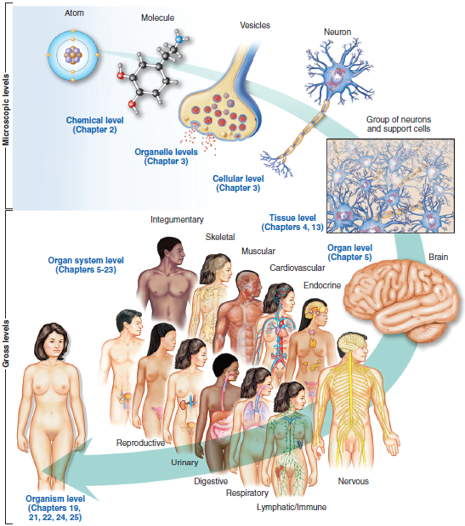 Atom
Molecule
Vesicles
Neuron
Microscopic levels
Chemical level
(Chapter 2)
Organelle levels
(Chapter 3)
Cellular level
(Chapter 3)
Group of neurons
and support cells
Tissue level
(Chapters 4, 13)
Organ level
(Chapter 5)
Brain
Gross levels
Organ system level
(Chapters 5-23)
Integumentary
Skeletal
Muscular
Cardiovascular
Endocrine
Reproductive
Urinary
Digestive
Respiratory
Lymphatic/Immune
Nervous
Organism level
(Chapters 19,
21, 22, 24, 25)